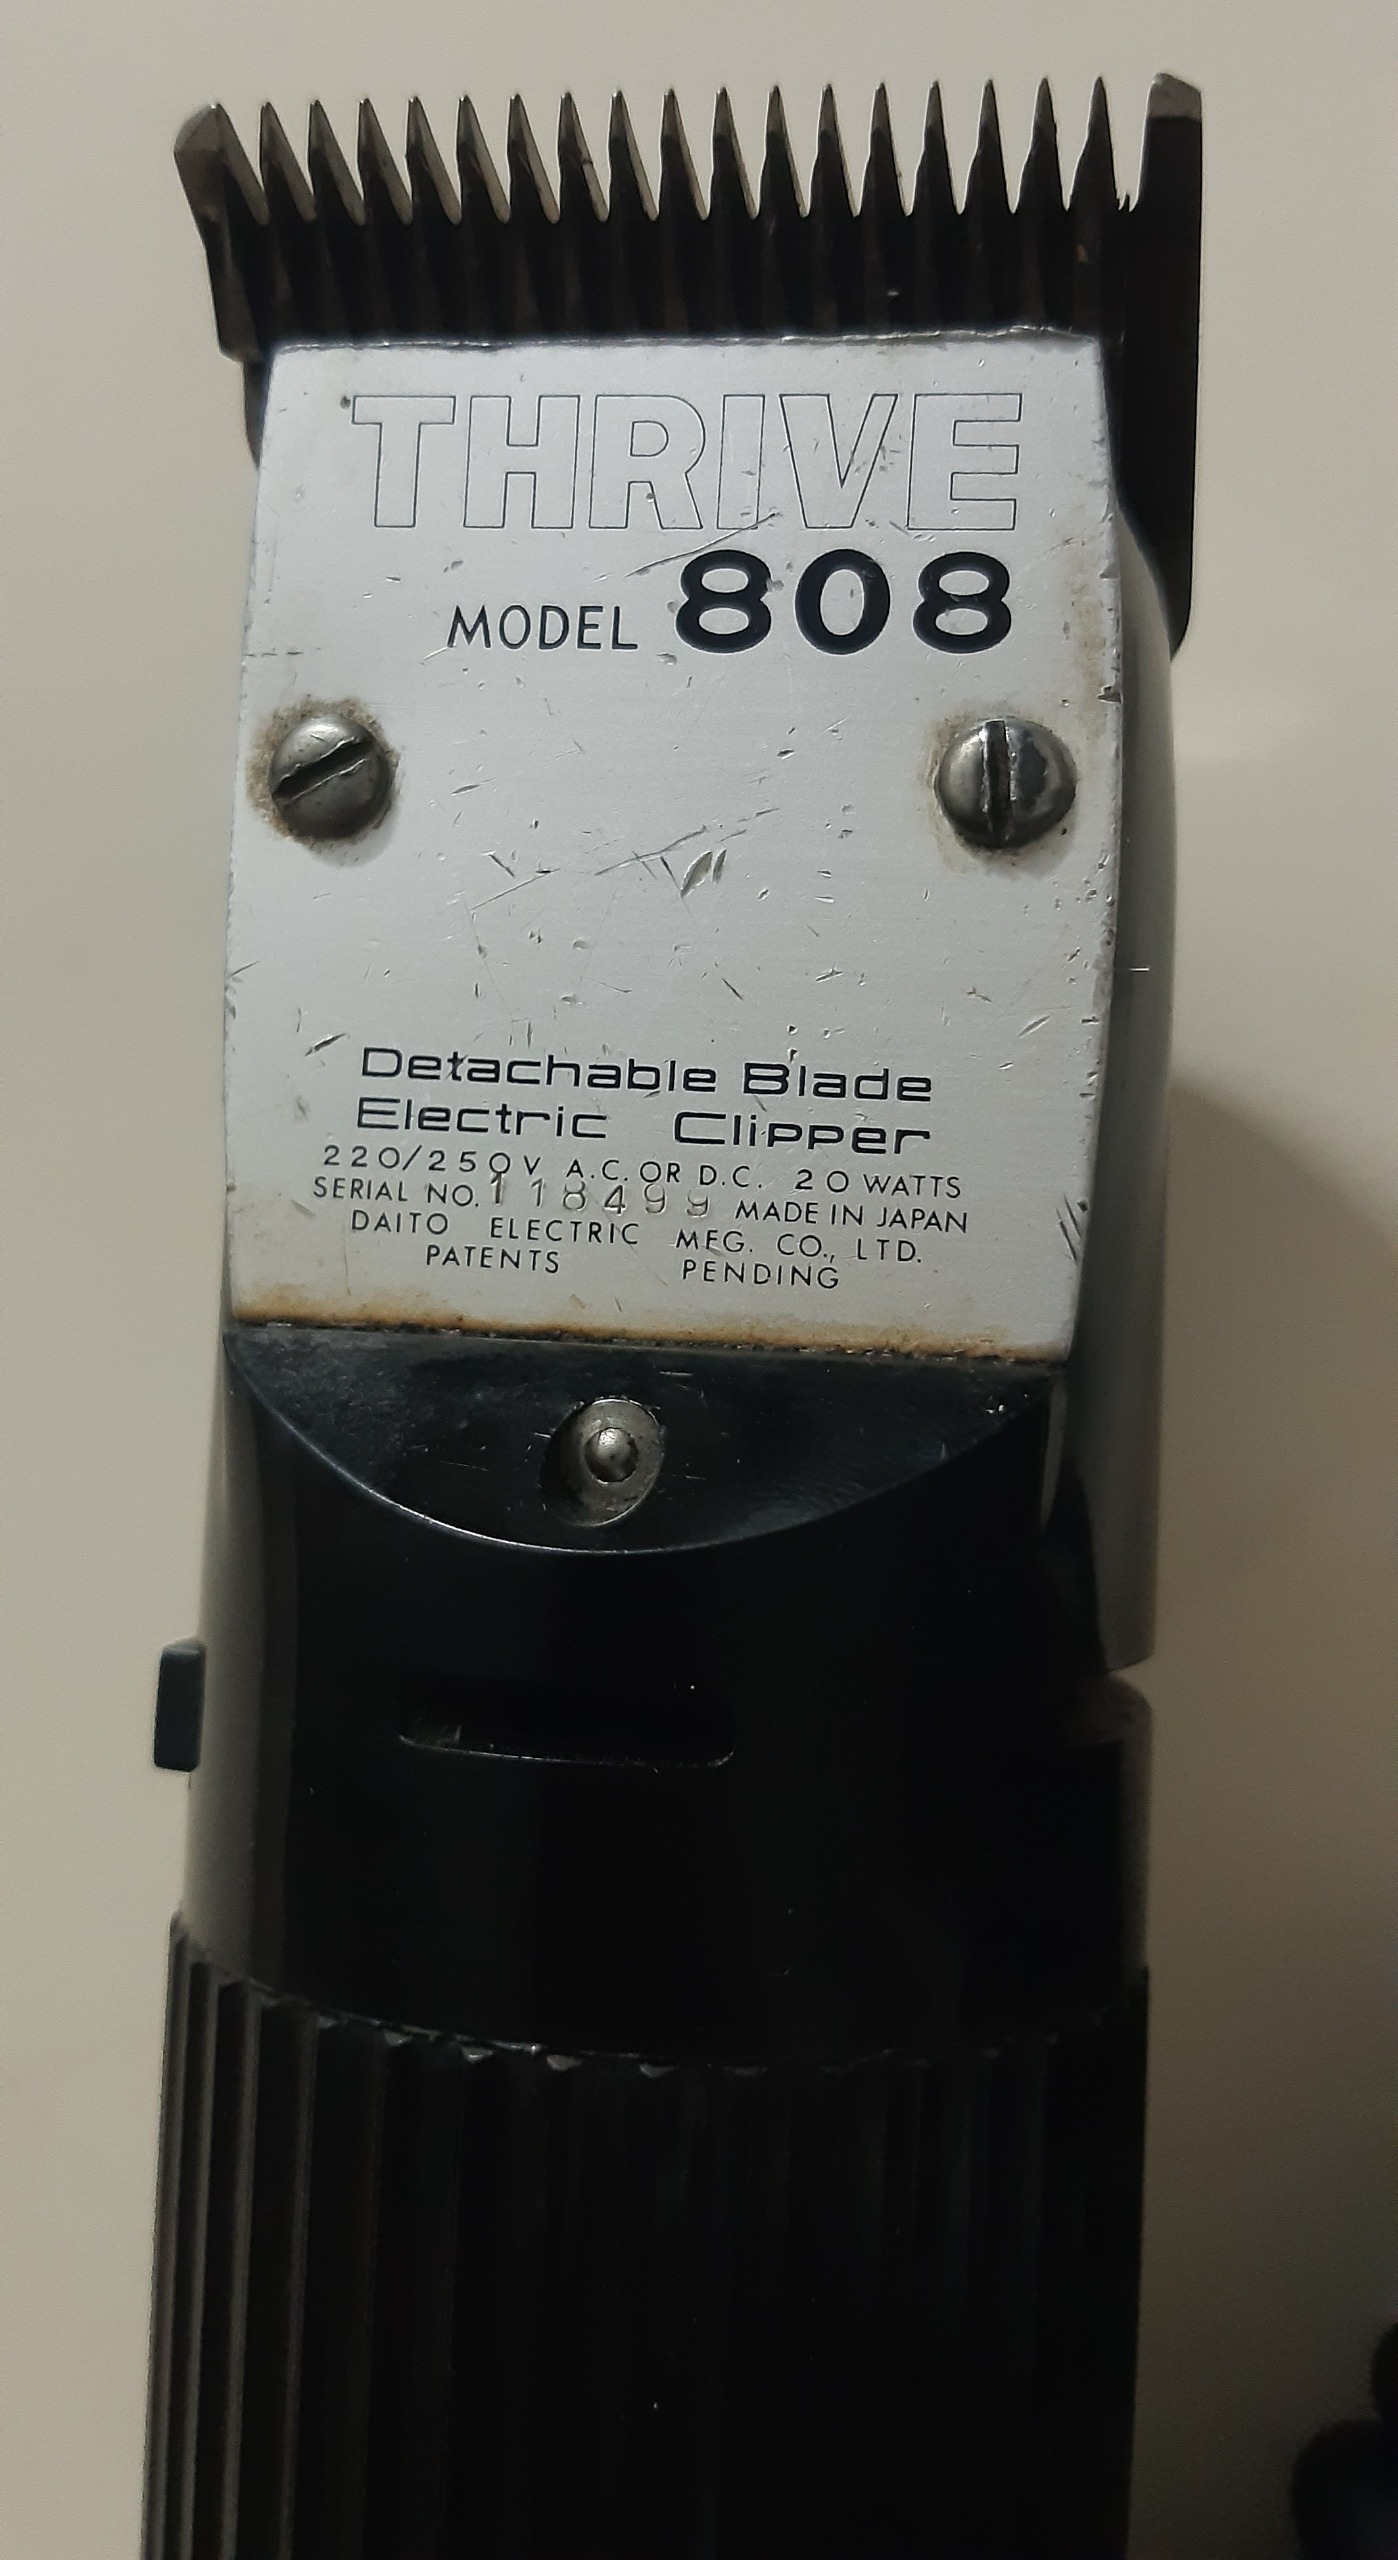 THRIVE
MODEL 808
Detachable Blade
Electric Clipper
220/250V A.C. OR D.C. 20 WATTS
SERIAL NO. 118499 MADE IN JAPAN
DAITO ELECTRIC MFG. CO., LTD.
PATENTS PENDING